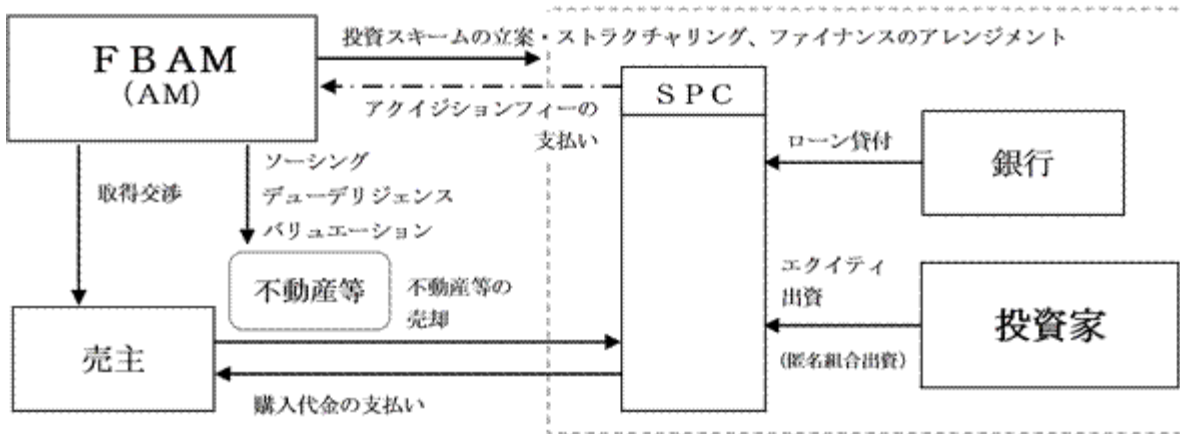 投資スキームの立案・ストラクチャリング、ファイナンスのアレンジメント
ＦＢＡＭ
（AM）
ＳＰＣ
アクイジションフィーの
支払い
ローン貸付
銀行
ソーシング
デューデリジェンス
バリュエーション
取得交渉
エクイティ
出資
不動産等
不動産等の
売却
投資家
（匿名組合出資）
売主
購入代金の支払い